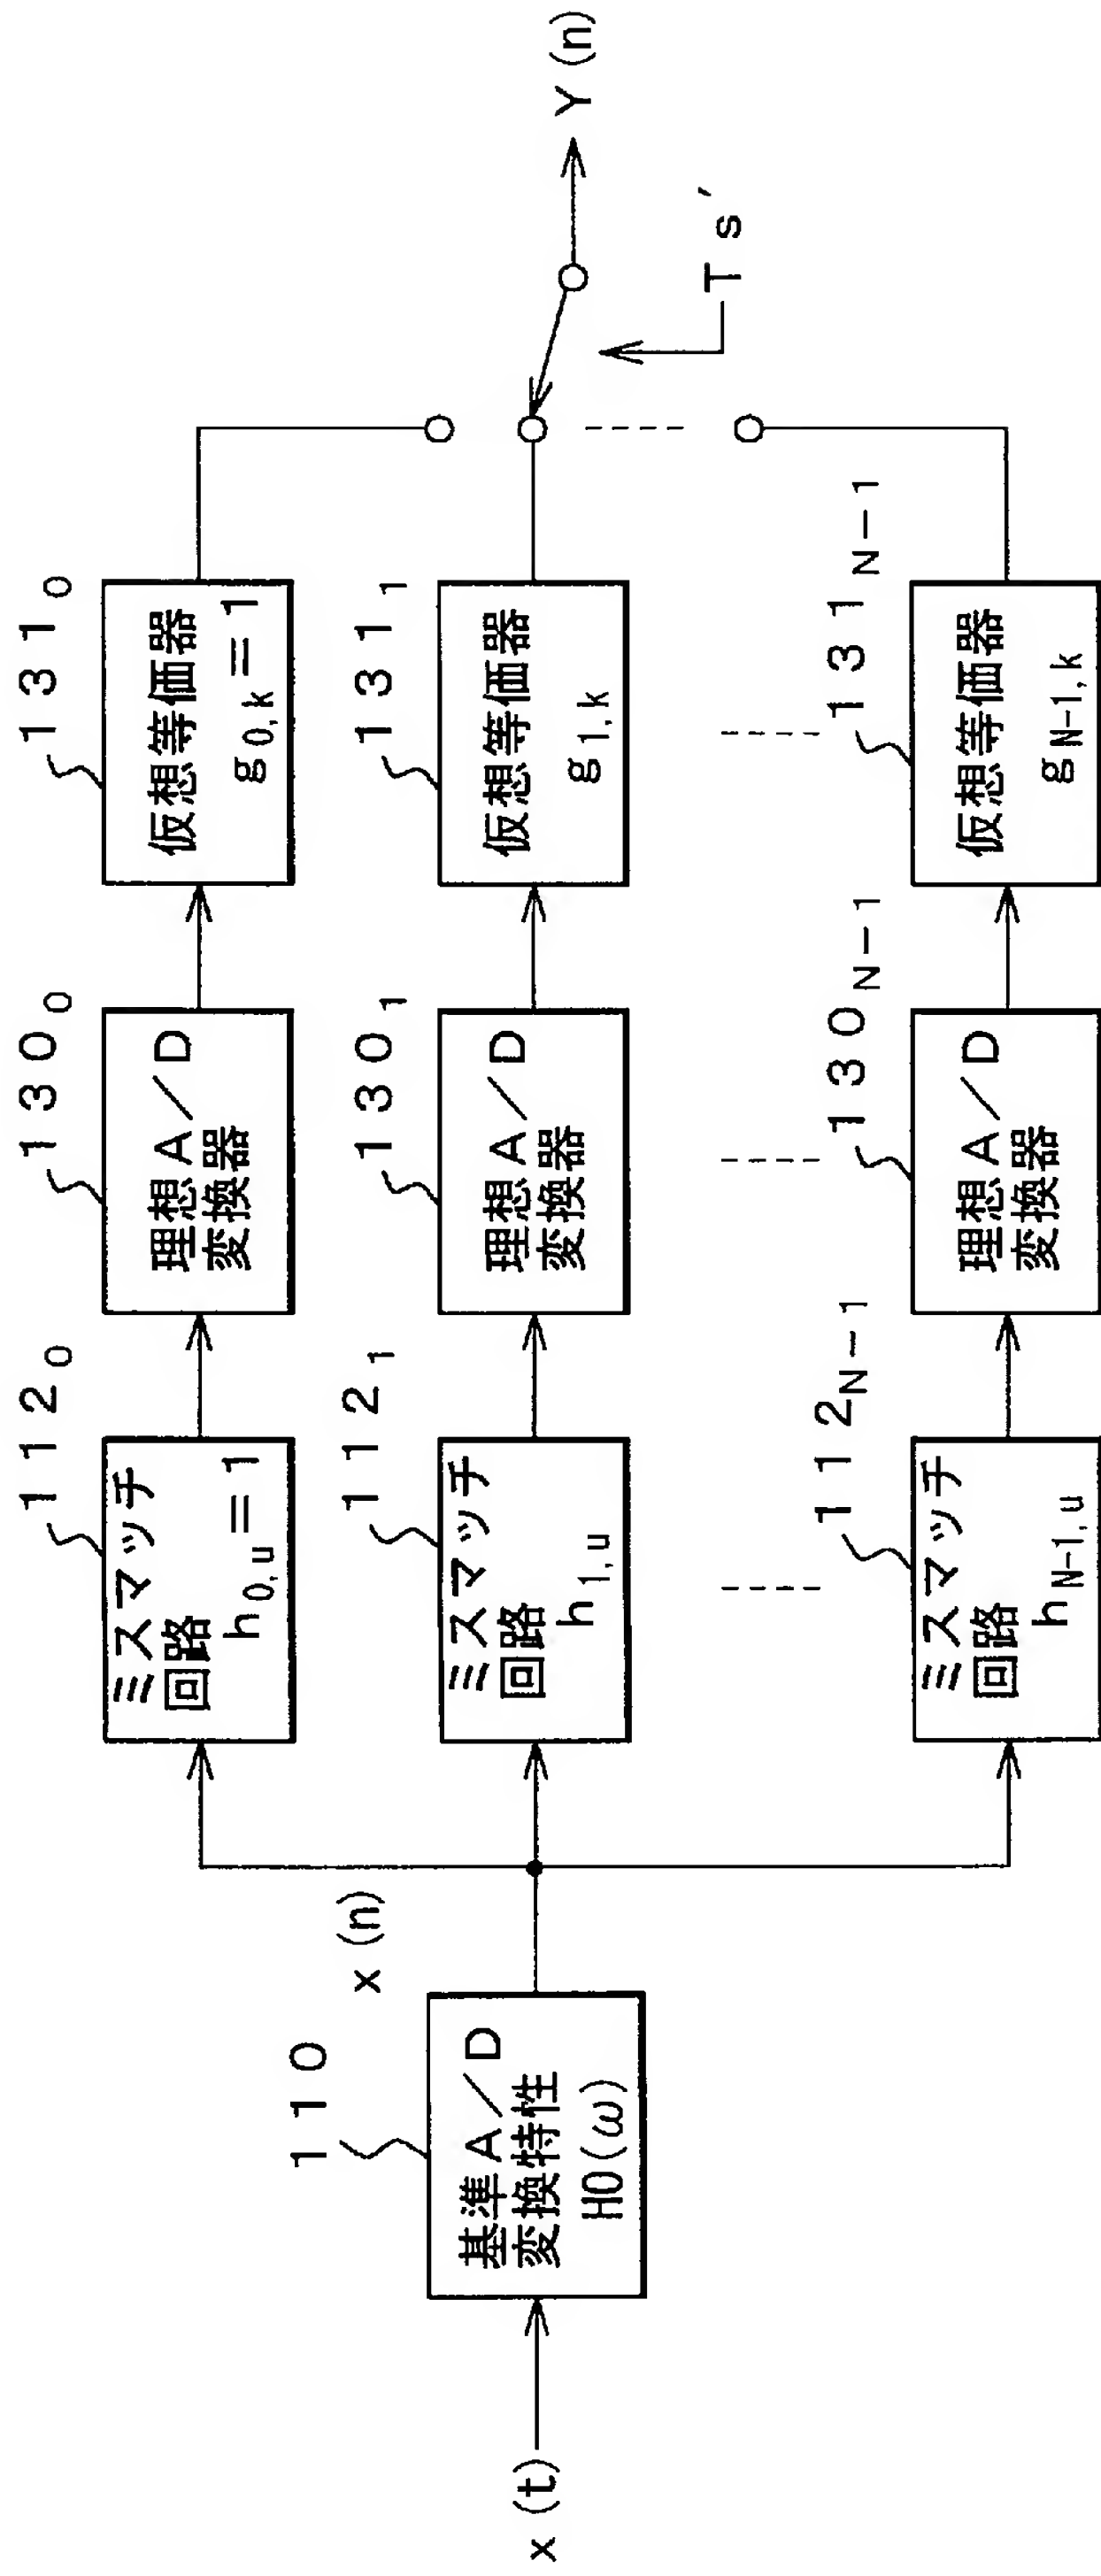 x (t)
110
基準A/D
変換特性
H0(ω)
x (n)
112₀
ミスマッチ
回路
h₀,ᵤ=1
130₀
理想A/D
変換器
131₀
仮想等価器
g₀,ₖ=1
112₁
ミスマッチ
回路
h₁,ᵤ
130₁
理想A/D
変換器
131₁
仮想等価器
g₁,ₖ
112N-1
ミスマッチ
回路
hN-1,u
130N-1
理想A/D
変換器
131N-1
仮想等価器
gN-1,k
Ts′
Y (n)